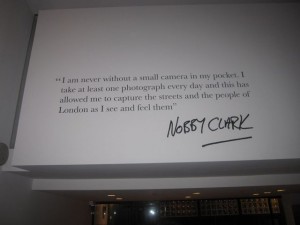 “I am never without a small camera in my pocket. I
take at least one photograph every day and this has
allowed me to capture the streets and the people of
London as I see and feel them”
NOBBY CLARK